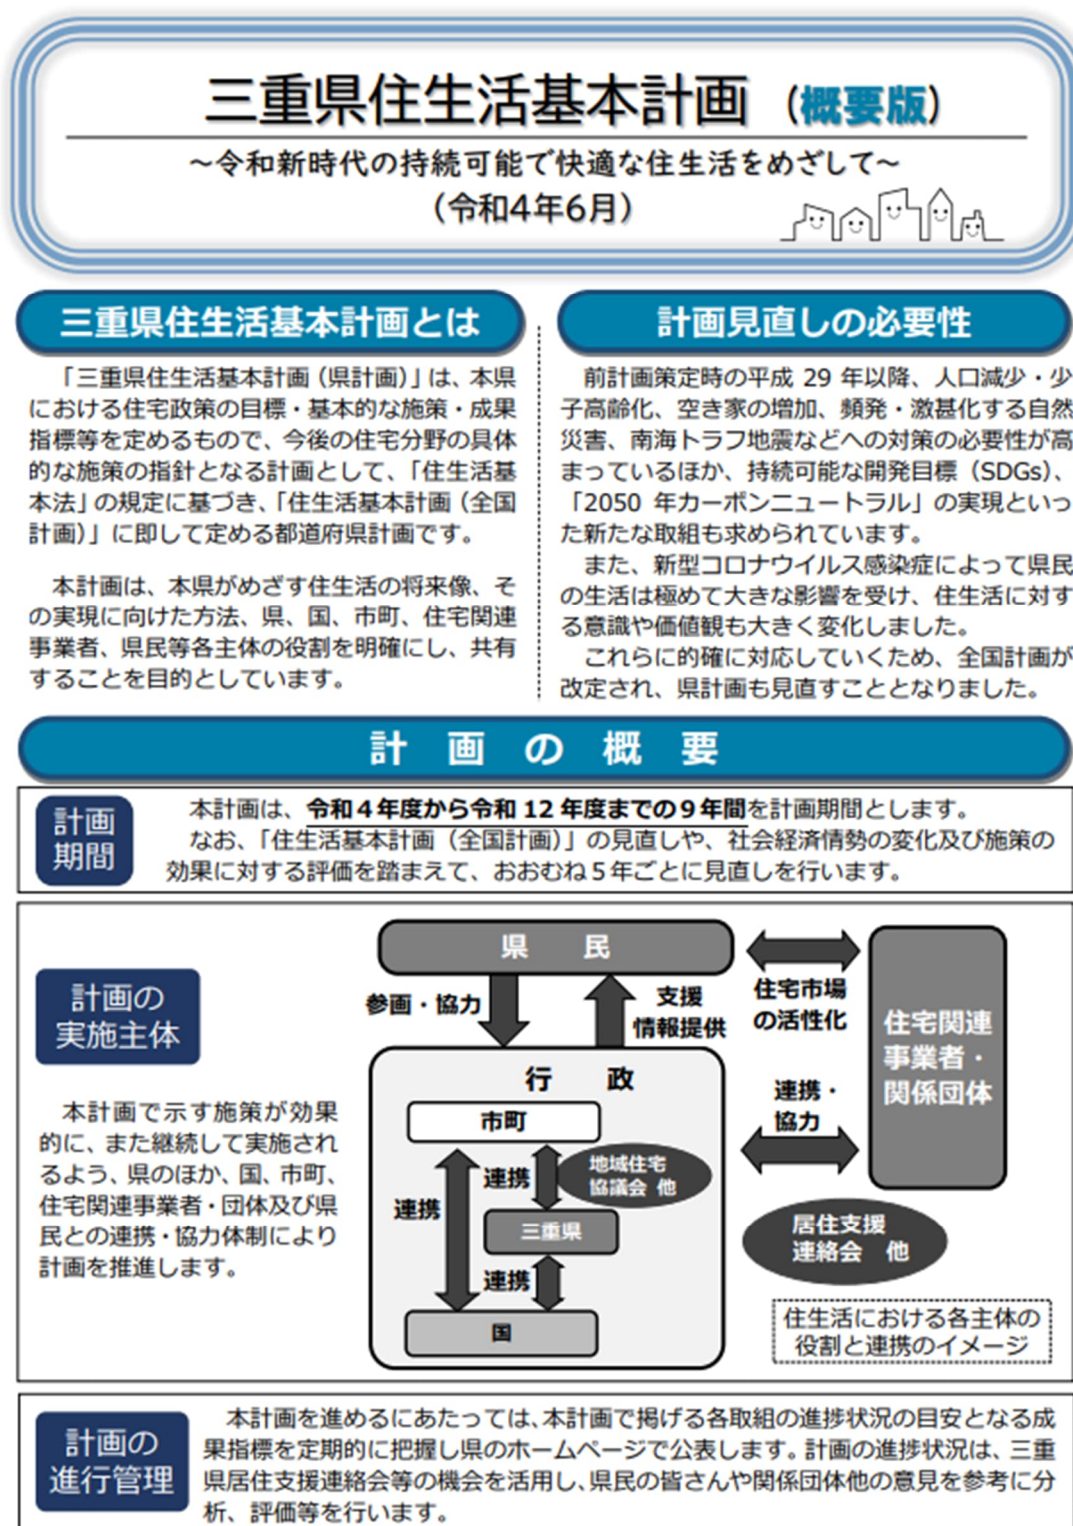 三重県住生活基本計画 (概要版)
～令和新時代の持続可能で快適な住生活をめざして～
(令和4年6月)
三重県住生活基本計画とは
「三重県住生活基本計画(県計画)」は、本県
における住宅政策の目標・基本的な施策・成果
指標等を定めるもので、今後の住宅分野の具体
的な施策の指針となる計画として、「住生活基
本法」の規定に基づき、「住生活基本計画(全国
計画)」に即して定める都道府県計画です。
本計画は、本県がめざす住生活の将来像、そ
の実現に向けた方法、県、国、市町、住宅関連
事業者、県民等各主体の役割を明確にし、共有
することを目的としています。
計画見直しの必要性
前計画策定時の平成 29 年以降、人口減少・少
子高齢化、空き家の増加、頻発・激甚化する自然
災害、南海トラフ地震などへの対策の必要性が高
まっているほか、持続可能な開発目標(SDGs)、
「2050 年カーボンニュートラル」の実現といっ
た新たな取組も求められています。
また、新型コロナウイルス感染症によって県民
の生活は極めて大きな影響を受け、住生活に対す
る意識や価値観も大きく変化しました。
これらに的確に対応していくため、全国計画が
改定され、県計画も見直すこととなりました。
計画の概要
計画
期間
本計画は、令和４年度から令和 12 年度までの９年間を計画期間とします。
なお、「住生活基本計画(全国計画)」の見直しや、社会経済情勢の変化及び施策の
効果に対する評価を踏まえて、おおむね５年ごとに見直しを行います。
計画の
実施主体
本計画で示す施策が効果
的に、また継続して実施され
るよう、県のほか、国、市町、
住宅関連事業者・団体及び県
民との連携・協力体制により
計画を推進します。
県 民
参画・協力
支援
情報提供
住宅市場
の活性化
住宅関連
事業者・
関係団体
連携・
協力
行 政
市町
連携
連携
地域住宅
協議会 他
三重県
連携
国
居住支援
連絡会 他
住生活における各主体の
役割と連携のイメージ
計画の
進行管理
本計画を進めるにあたっては、本計画で掲げる各取組の進捗状況の目安となる成
果指標を定期的に把握し県のホームページで公表します。計画の進捗状況は、三重
県居住支援連絡会等の機会を活用し、県民の皆さんや関係団体他の意見を参考に分
析、評価等を行います。